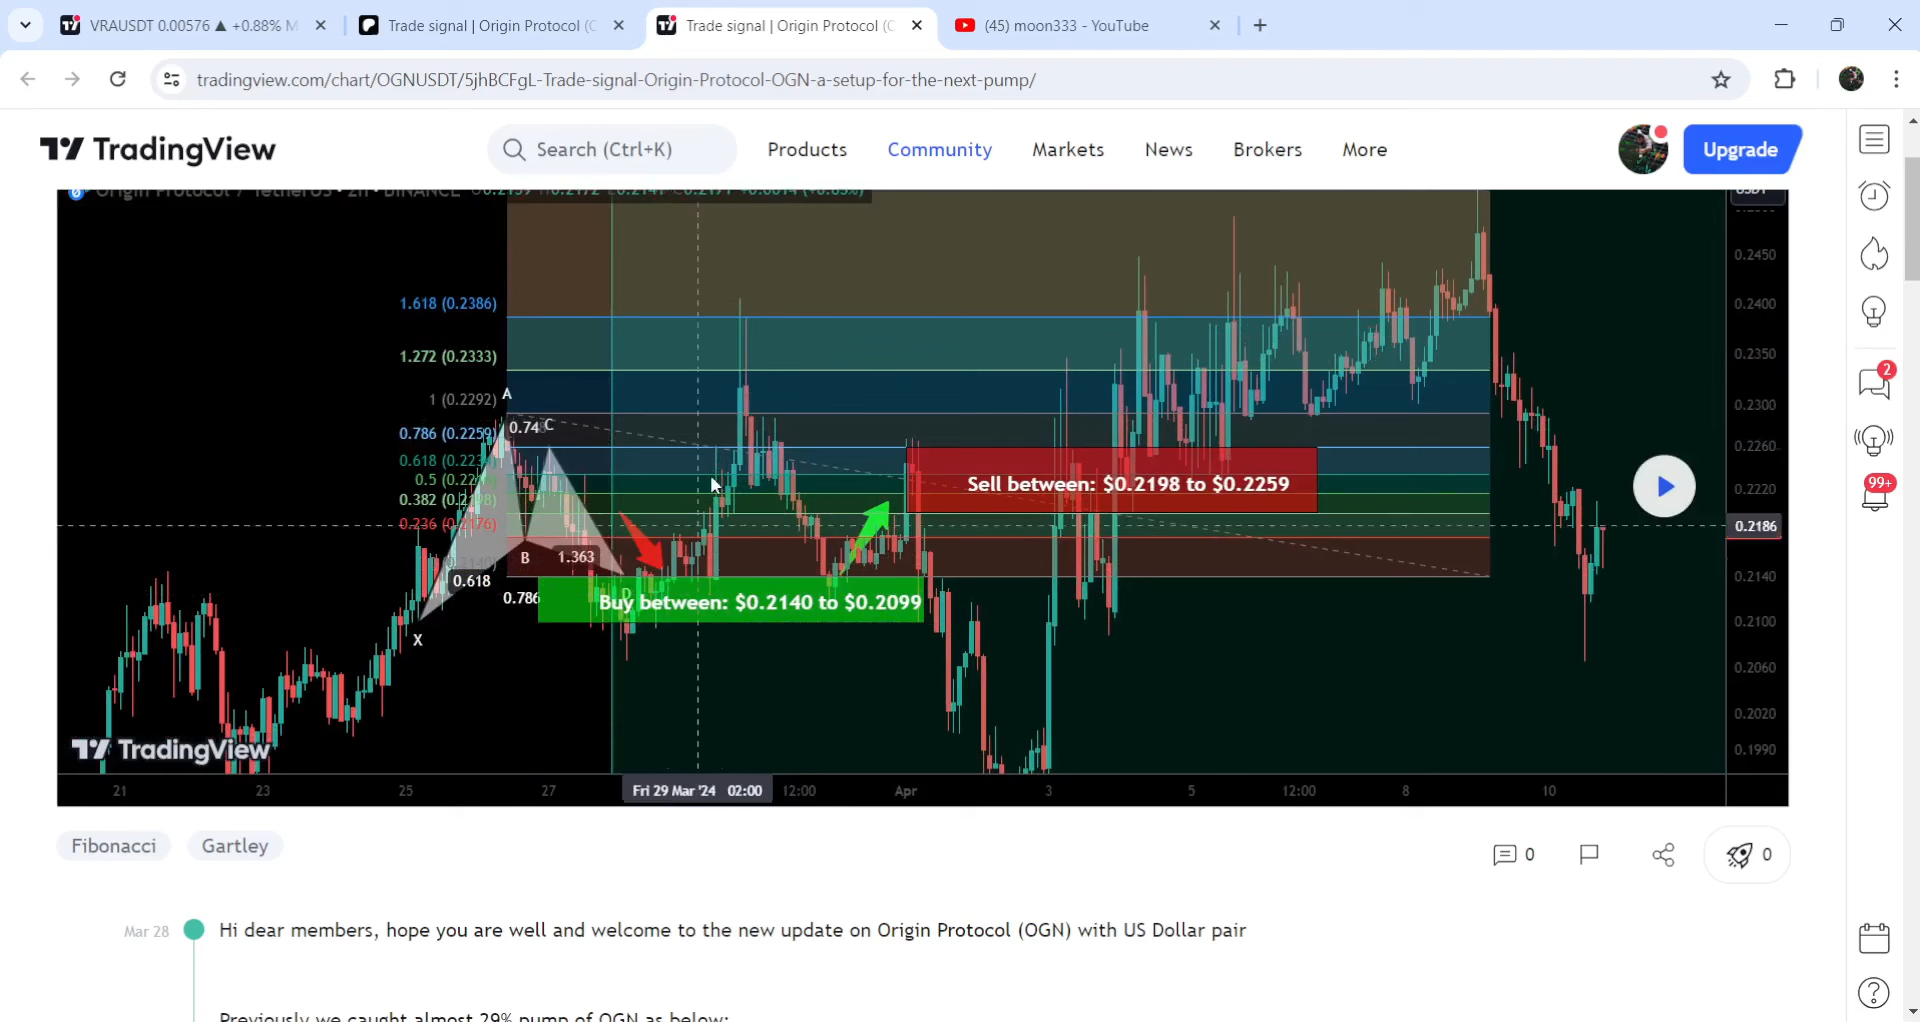 VRAUSDT 0.00576 ▲ +0.88%
Trade signal | Origin Protocol (
Trade signal | Origin Protocol (
(45) moon333 - YouTube
tradingview.com/chart/OGNUSDT/5jhBCFgL-Trade-signal-Origin-Protocol-OGN-a-setup-for-the-next-pump/
TradingView
Search (Ctrl+K)
Products
Community
Markets
News
Brokers
More
Upgrade
0.2450
1.618 (0.2386)
0.2400
1.272 (0.2333)
0.2350
1 (0.2292)
A
0.2300
0.74
C
0.786 (0.2259)
0.2260
0.618
0.5
Sell between: $0.2198 to $0.2259
0.2220
0.382
0.236
0.2186
B
1.363
0.618
0.2140
0.786
Buy between: $0.2140 to $0.2099
0.2100
X
0.2060
0.2020
TradingView
0.1990
21
23
25
27
Fri 29 Mar '24 02:00
12:00
Apr
3
5
12:00
8
10
2
99+
Fibonacci
Gartley
0
0
Mar 28
Hi dear members, hope you are well and welcome to the new update on Origin Protocol (OGN) with US Dollar pair
Previously we caught almost 29% pump of OGN as below: